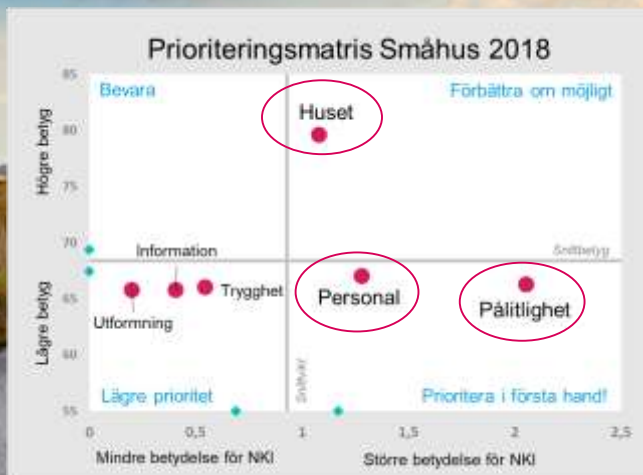 Prioriteringsmatris Småhus 2018
85
Bevara
Förbättra om möjligt
Huset
80
Högre betyg
75
70
Snittbetyg
Information
Trygghet
Personal
Pålitlighet
65
Utformning
Lägre betyg
60
Snittvikt
Lägre prioritet
Prioritera i första hand!
55
0
0,5
1
1,5
2
2,5
Mindre betydelse för NKI
Större betydelse för NKI